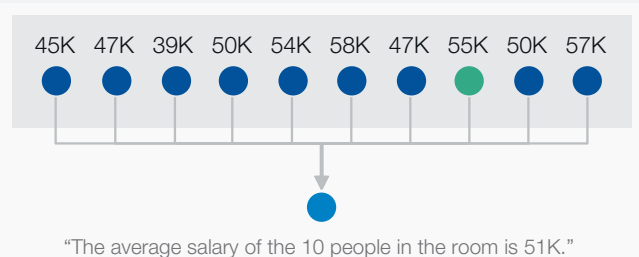 45K 47K 39K 50K 54K 58K 47K 55K 50K 57K
“The average salary of the 10 people in the room is 51K.”